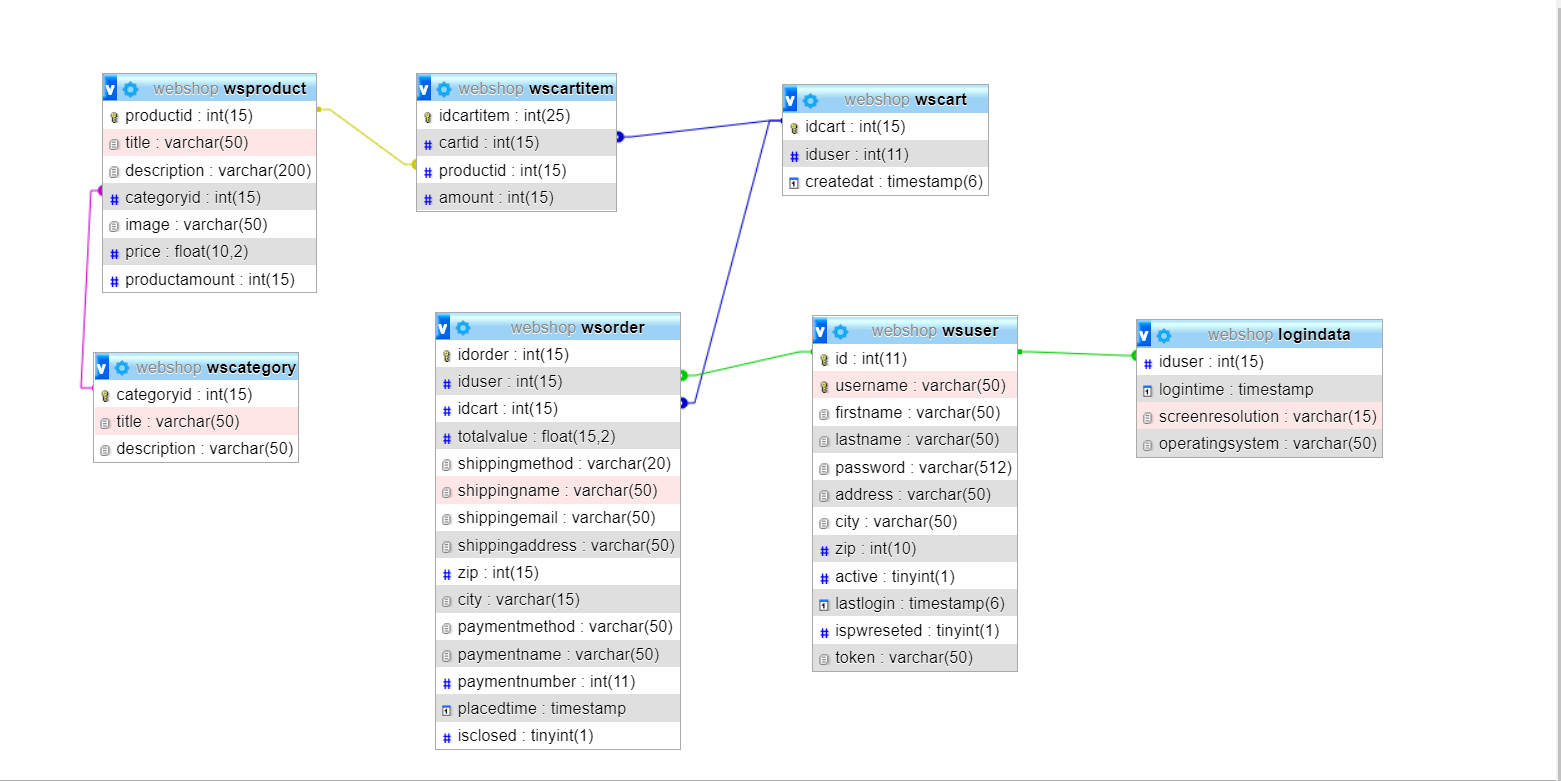 v webshop wsproduct
productid : int(15)
title : varchar(50)
description : varchar(200)
# categoryid : int(15)
image : varchar(50)
# price : float(10,2)
# productamount : int(15)
v webshop wscartitem
idcartitem : int(25)
# cartid : int(15)
# productid : int(15)
# amount : int(15)
v webshop wscart
idcart : int(15)
# iduser : int(11)
createdat : timestamp(6)
v webshop wscategory
categoryid : int(15)
title : varchar(50)
description : varchar(50)
v webshop wsorder
idorder : int(15)
# iduser : int(15)
# idcart : int(15)
# totalvalue : float(15,2)
shippingmethod : varchar(20)
shippingname : varchar(50)
shippingemail : varchar(50)
shippingaddress : varchar(50)
# zip : int(15)
city : varchar(15)
paymentmethod : varchar(50)
paymentname : varchar(50)
# paymentnumber : int(11)
placedtime : timestamp
# isclosed : tinyint(1)
v webshop wsuser
id : int(11)
username : varchar(50)
firstname : varchar(50)
lastname : varchar(50)
password : varchar(512)
address : varchar(50)
city : varchar(50)
# zip : int(10)
# active : tinyint(1)
lastlogin : timestamp(6)
# ispwreseted : tinyint(1)
token : varchar(50)
v webshop logindata
# iduser : int(15)
logintime : timestamp
screenresolution : varchar(15)
operatingsystem : varchar(50)